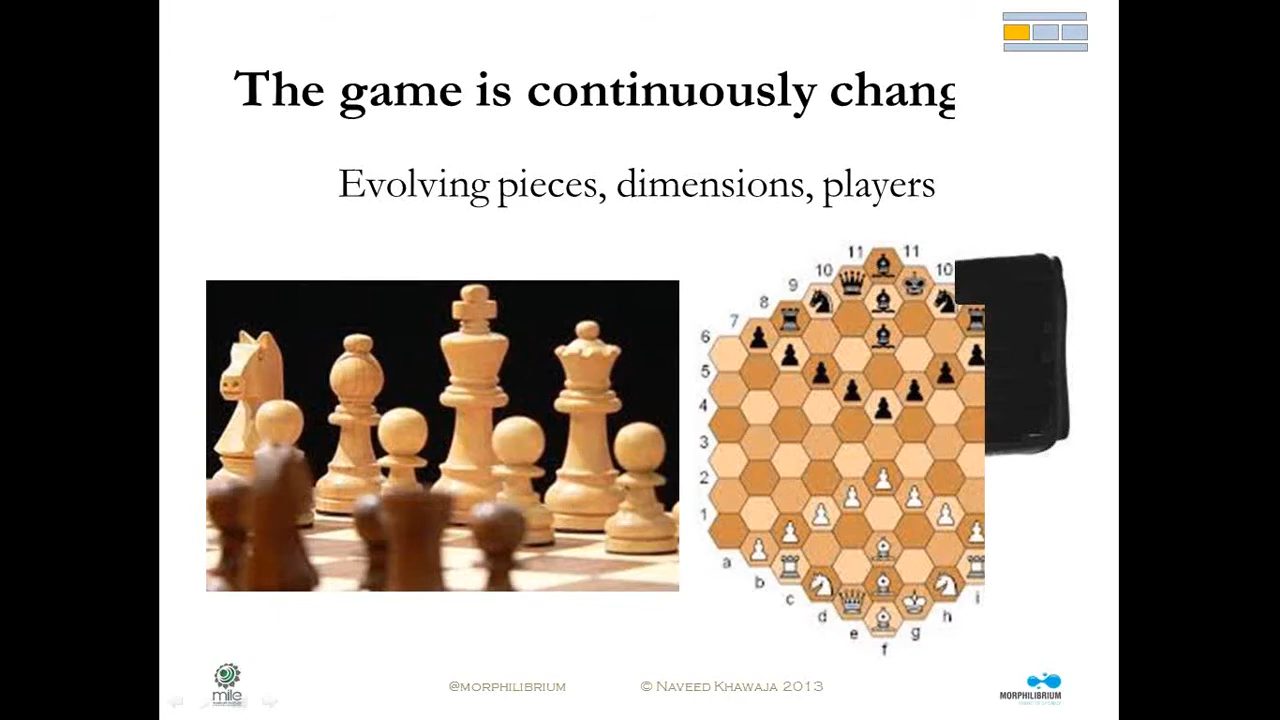 The game is continuously chang
Evolving pieces, dimensions, players
11 11
10 10
9
8
7
6
5
4
3
2
1
a
b
c
d
e
f
g
h
i
mile
@MORPHILIBRIUM © NAVEED KHAWAJA 2013
MORPHILIBRIUM